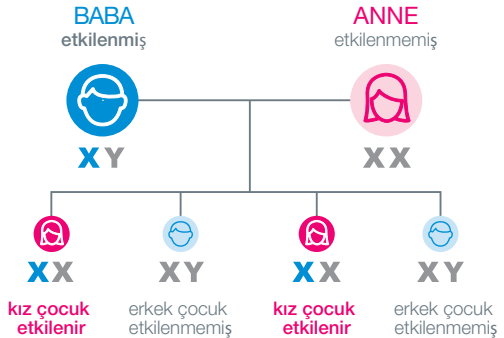 BABA
etkilenmiş
ANNE
etkilenmemiş
X Y
X X
X X
X Y
X X
X Y
kız çocuk
etkilenir
erkek çocuk
etkilenmemiş
kız çocuk
etkilenir
erkek çocuk
etkilenmemiş